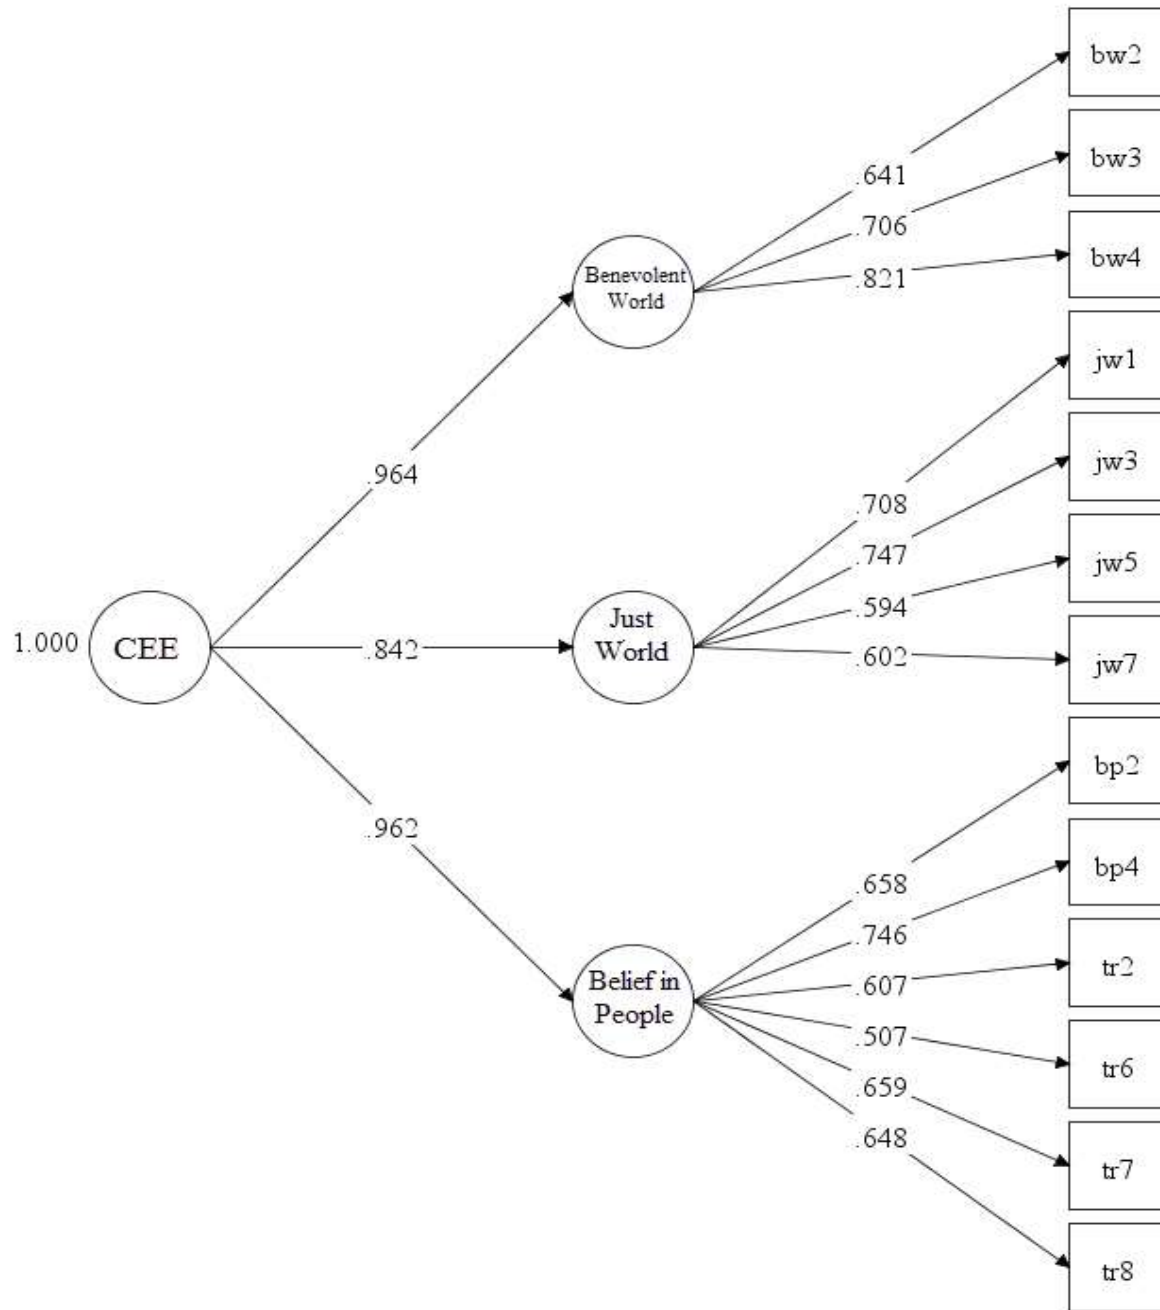 bw2
bw3
.641
.706
bw4
.821
Benevolent
World
jw1
jw3
.964
.708
.747
jw5
.594
1.000
CEE
.842
Just
World
.602
jw7
bp2
.962
bp4
.658
.746
tr2
.607
Belief in
People
.507
tr6
.659
.648
tr7
tr8